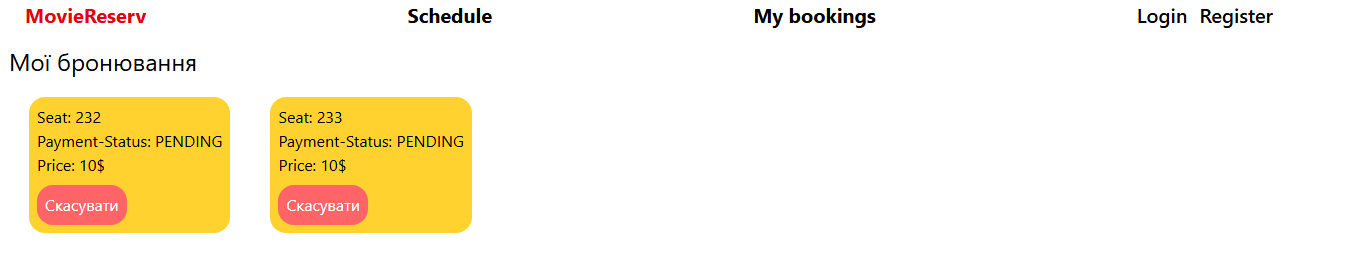 MovieReserv Schedule My bookings Login Register
Мої бронювання
Seat: 232
Payment-Status: PENDING
Price: 10$
Скасувати
Seat: 233
Payment-Status: PENDING
Price: 10$
Скасувати